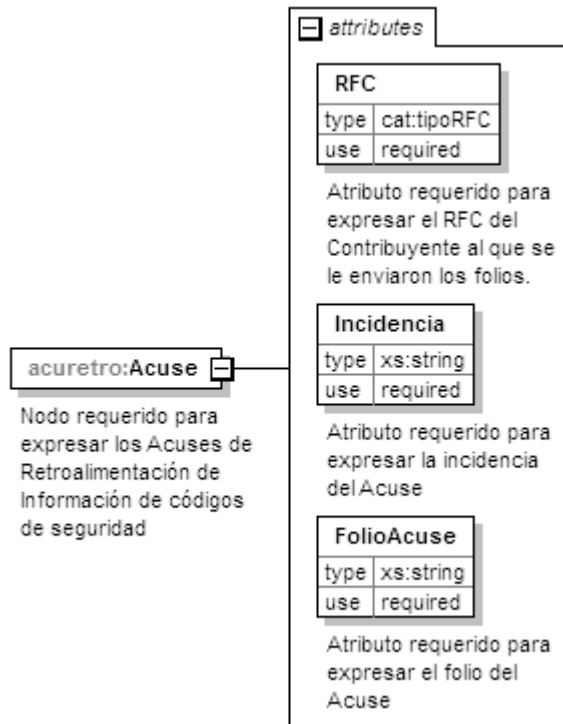 attributes
RFC
type cat:tipoRFC
use required
Atributo requerido para
expresar el RFC del
Contribuyente al que se
le enviaron los folios.
Incidencia
type xs:string
use required
Atributo requerido para
expresar la incidencia
del Acuse
FolioAcuse
type xs:string
use required
Atributo requerido para
expresar el folio del
Acuse
acuretro:Acuse
Nodo requerido para
expresar los Acuses de
Retroalimentación de
Información de códigos
de seguridad